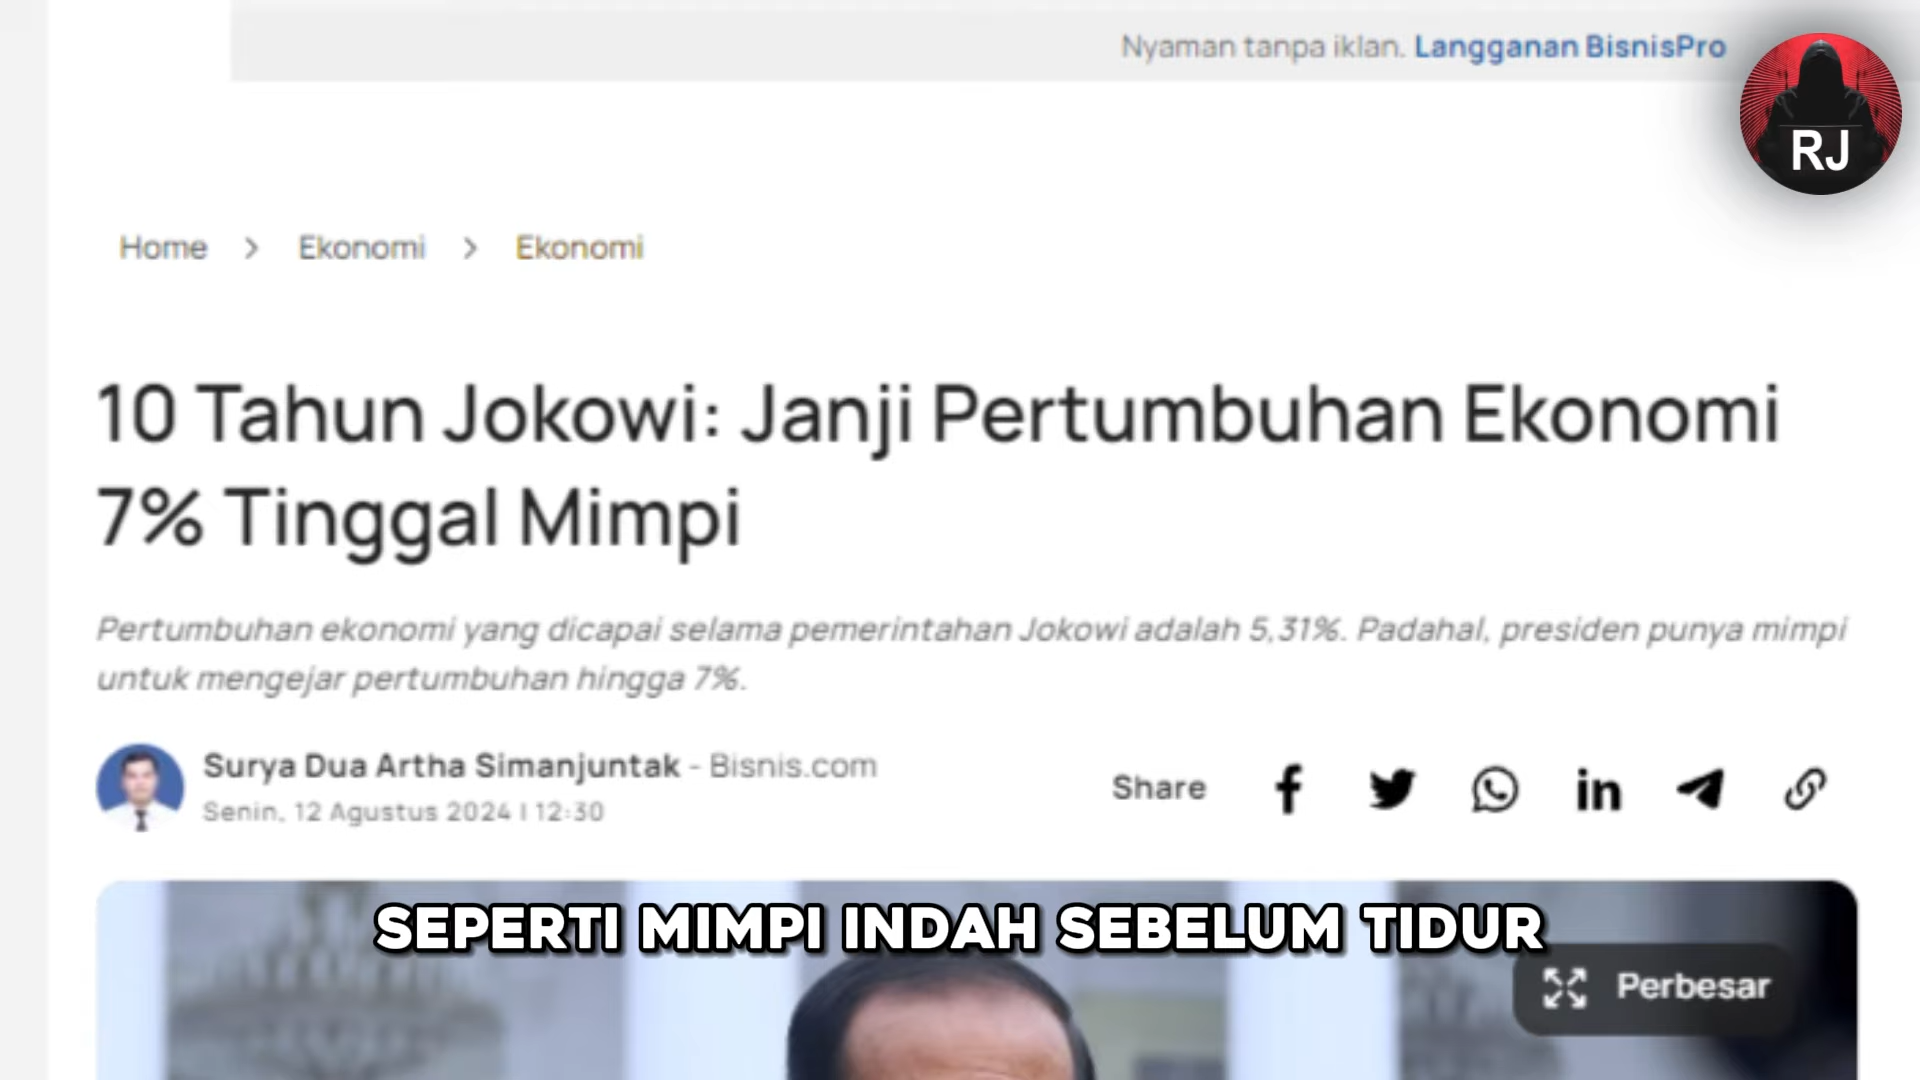 Nyaman tanpa iklan. Langganan BisnisPro
RJ
Home > Ekonomi > Ekonomi
10 Tahun Jokowi: Janji Pertumbuhan Ekonomi
7% Tinggal Mimpi
Pertumbuhan ekonomi yang dicapai selama pemerintahan Jokowi adalah 5,31%. Padahal, presiden punya mimpi
untuk mengejar pertumbuhan hingga 7%.
Surya Dua Artha Simanjuntak - Bisnis.com
Senin, 12 Agustus 2024 | 12:30
Share
SEPERTI MIMPI INDAH SEBELUM TIDUR
Perbesar